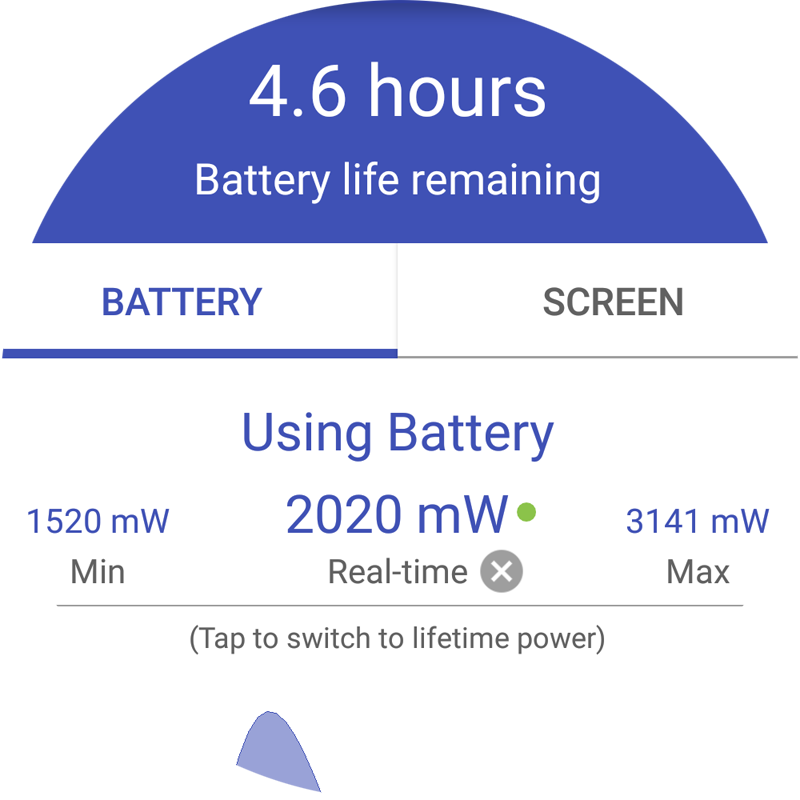 4.6 hours
Battery life remaining
BATTERY SCREEN
Using Battery
1520 mW 2020 mW 3141 mW
Min Real-time Max
(Tap to switch to lifetime power)